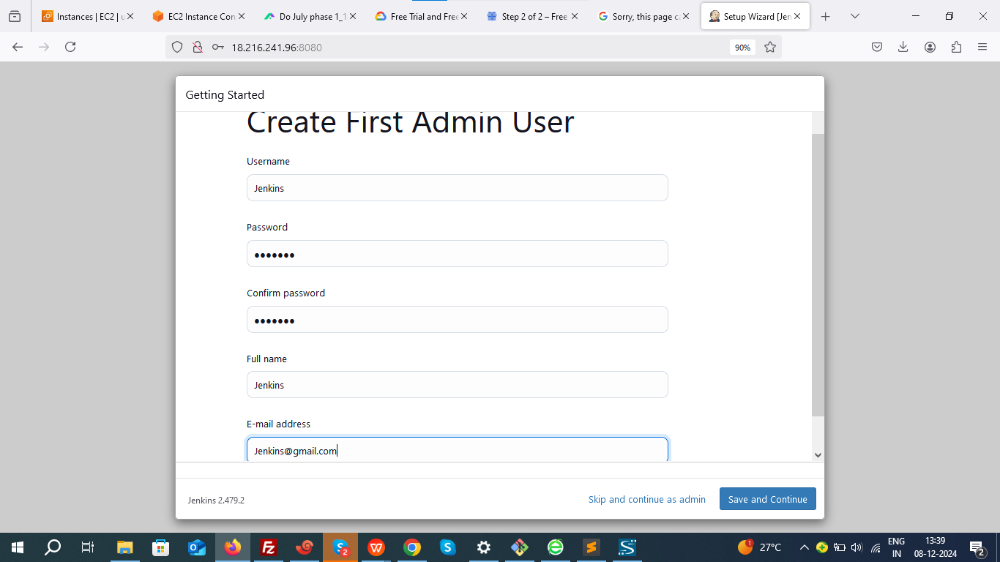 Instances | EC2 | u
EC2 Instance Con
Do July phase 1_1
Free Trial and Free
Step 2 of 2 – Free
Sorry, this page c
Setup Wizard [Jen
18.216.241.96:8080
90%
Getting Started
Create First Admin User
Username
Jenkins
Password
Confirm password
Full name
Jenkins
E-mail address
Jenkins@gmail.com
Jenkins 2.479.2
Skip and continue as admin
Save and Continue
27°C
ENG
IN
13:39
08-12-2024
2